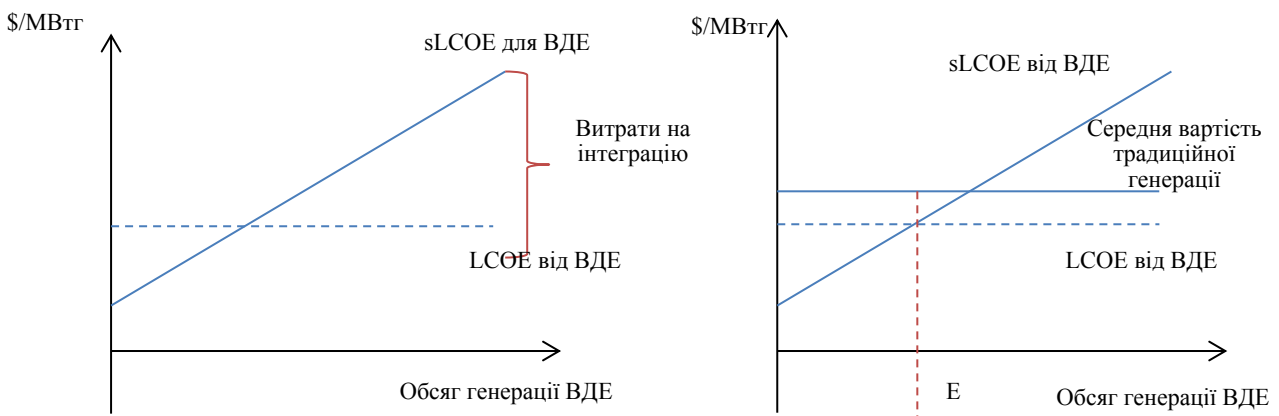 $/МВтг
sLCOE для ВДЕ
Витрати на
інтеграцію
LCOE від ВДЕ
Обсяг генерації ВДЕ
$/МВтг
sLCOE від ВДЕ
Середня вартість
традиційної
генерації
LCOE від ВДЕ
E
Обсяг генерації ВДЕ